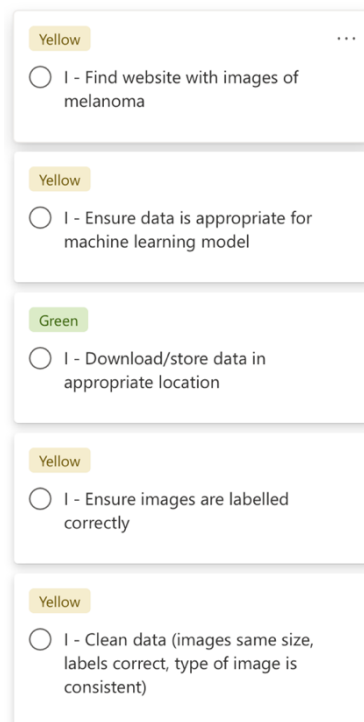 Yellow
...
I - Find website with images of
melanoma
Yellow
I - Ensure data is appropriate for
machine learning model
Green
I - Download/store data in
appropriate location
Yellow
I - Ensure images are labelled
correctly
Yellow
I - Clean data (images same size,
labels correct, type of image is
consistent)